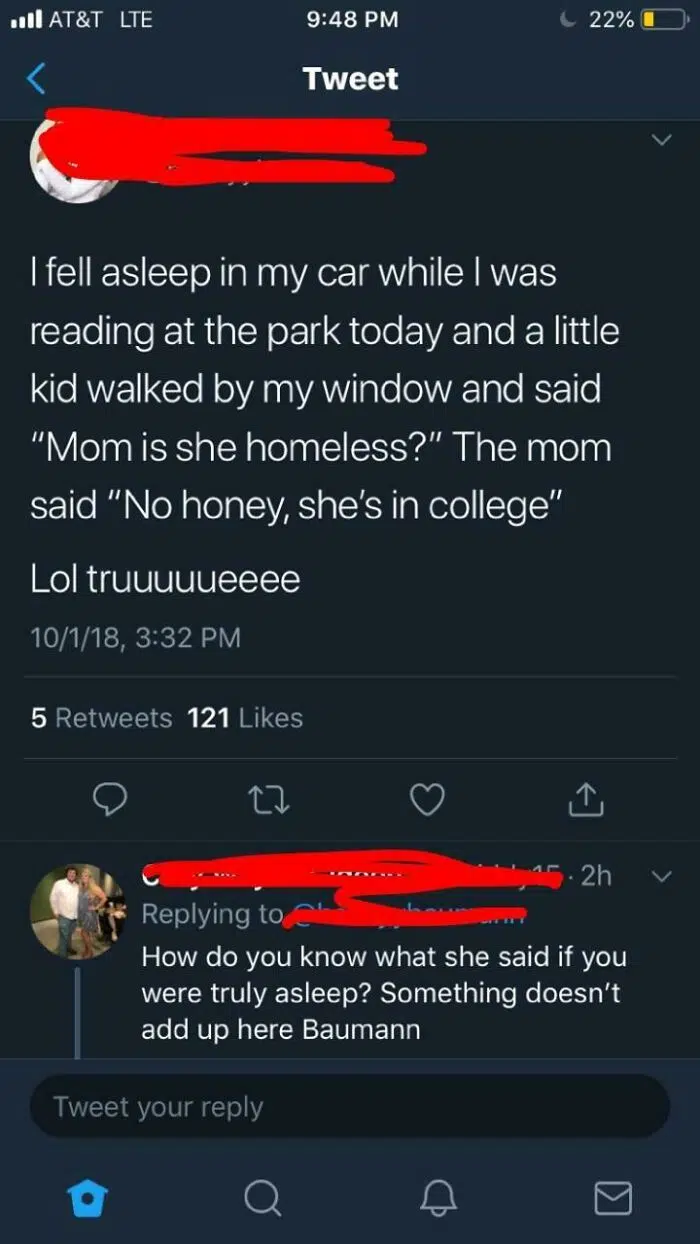 AT&T LTE 9:48 PM 22%
Tweet
I fell asleep in my car while I was
reading at the park today and a little
kid walked by my window and said
“Mom is she homeless?” The mom
said “No honey, she’s in college”
Lol truuuuueeee
10/1/18, 3:32 PM
5 Retweets 121 Likes
· 2h
Replying to
How do you know what she said if you
were truly asleep? Something doesn’t
add up here Baumann
Tweet your reply